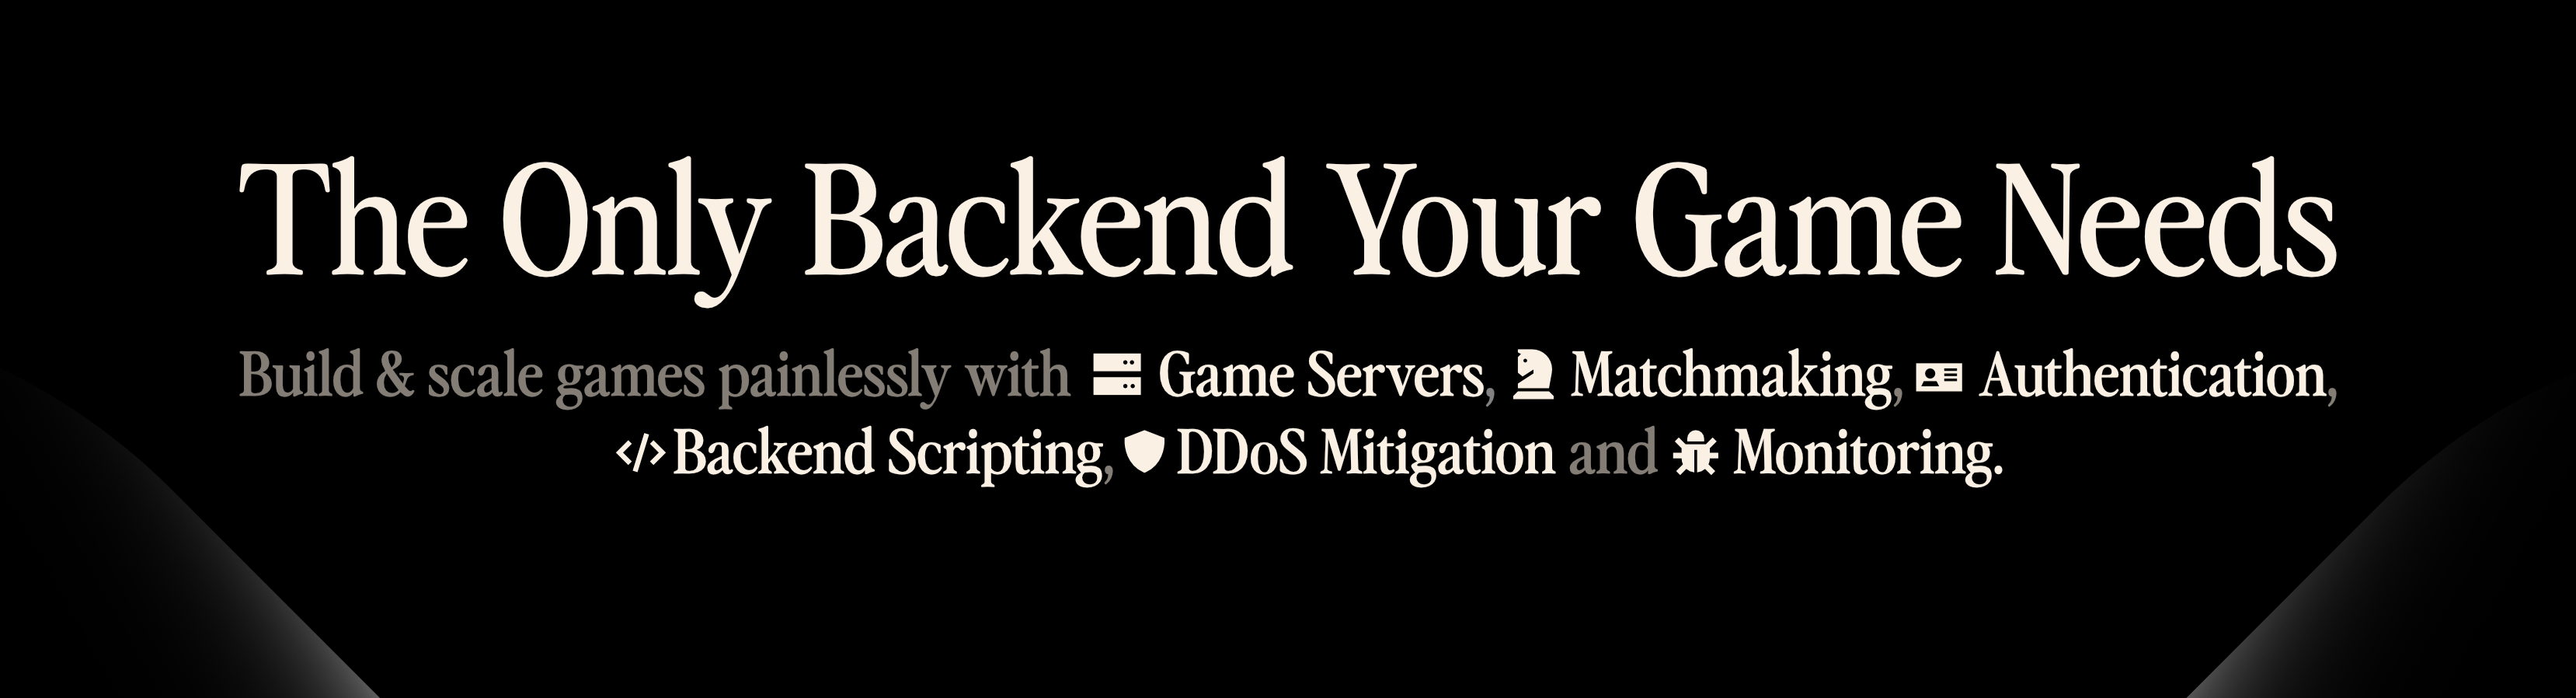 The Only Backend Your Game Needs
Build & scale games painlessly with Game Servers, Matchmaking, Authentication,
</> Backend Scripting, DDoS Mitigation and Monitoring.